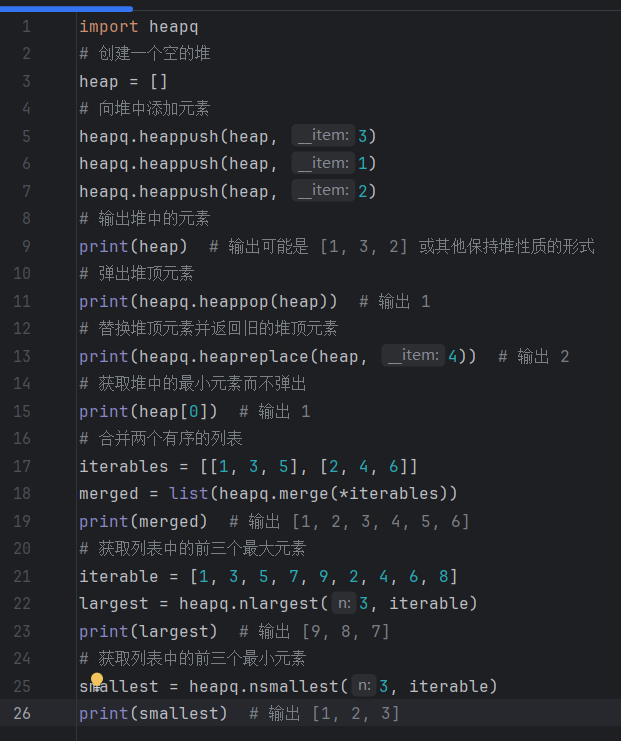 1 import heapq
2 # 创建一个空的堆
3 heap = []
4 # 向堆中添加元素
5 heapq.heappush(heap, __item: 3)
6 heapq.heappush(heap, __item: 1)
7 heapq.heappush(heap, __item: 2)
8 # 输出堆中的元素
9 print(heap)  # 输出可能是 [1, 3, 2] 或其他保持堆性质的形式
10 # 弹出堆顶元素
11 print(heapq.heappop(heap))  # 输出 1
12 # 替换堆顶元素并返回旧的堆顶元素
13 print(heapq.heapreplace(heap, __item: 4))  # 输出 2
14 # 获取堆中的最小元素而不弹出
15 print(heap[0])  # 输出 1
16 # 合并两个有序的列表
17 iterables = [[1, 3, 5], [2, 4, 6]]
18 merged = list(heapq.merge(*iterables))
19 print(merged)  # 输出 [1, 2, 3, 4, 5, 6]
20 # 获取列表中的前三个最大元素
21 iterable = [1, 3, 5, 7, 9, 2, 4, 6, 8]
22 largest = heapq.nlargest( n: 3, iterable)
23 print(largest)  # 输出 [9, 8, 7]
24 # 获取列表中的前三个最小元素
25 smallest = heapq.nsmallest( n: 3, iterable)
26 print(smallest)  # 输出 [1, 2, 3]